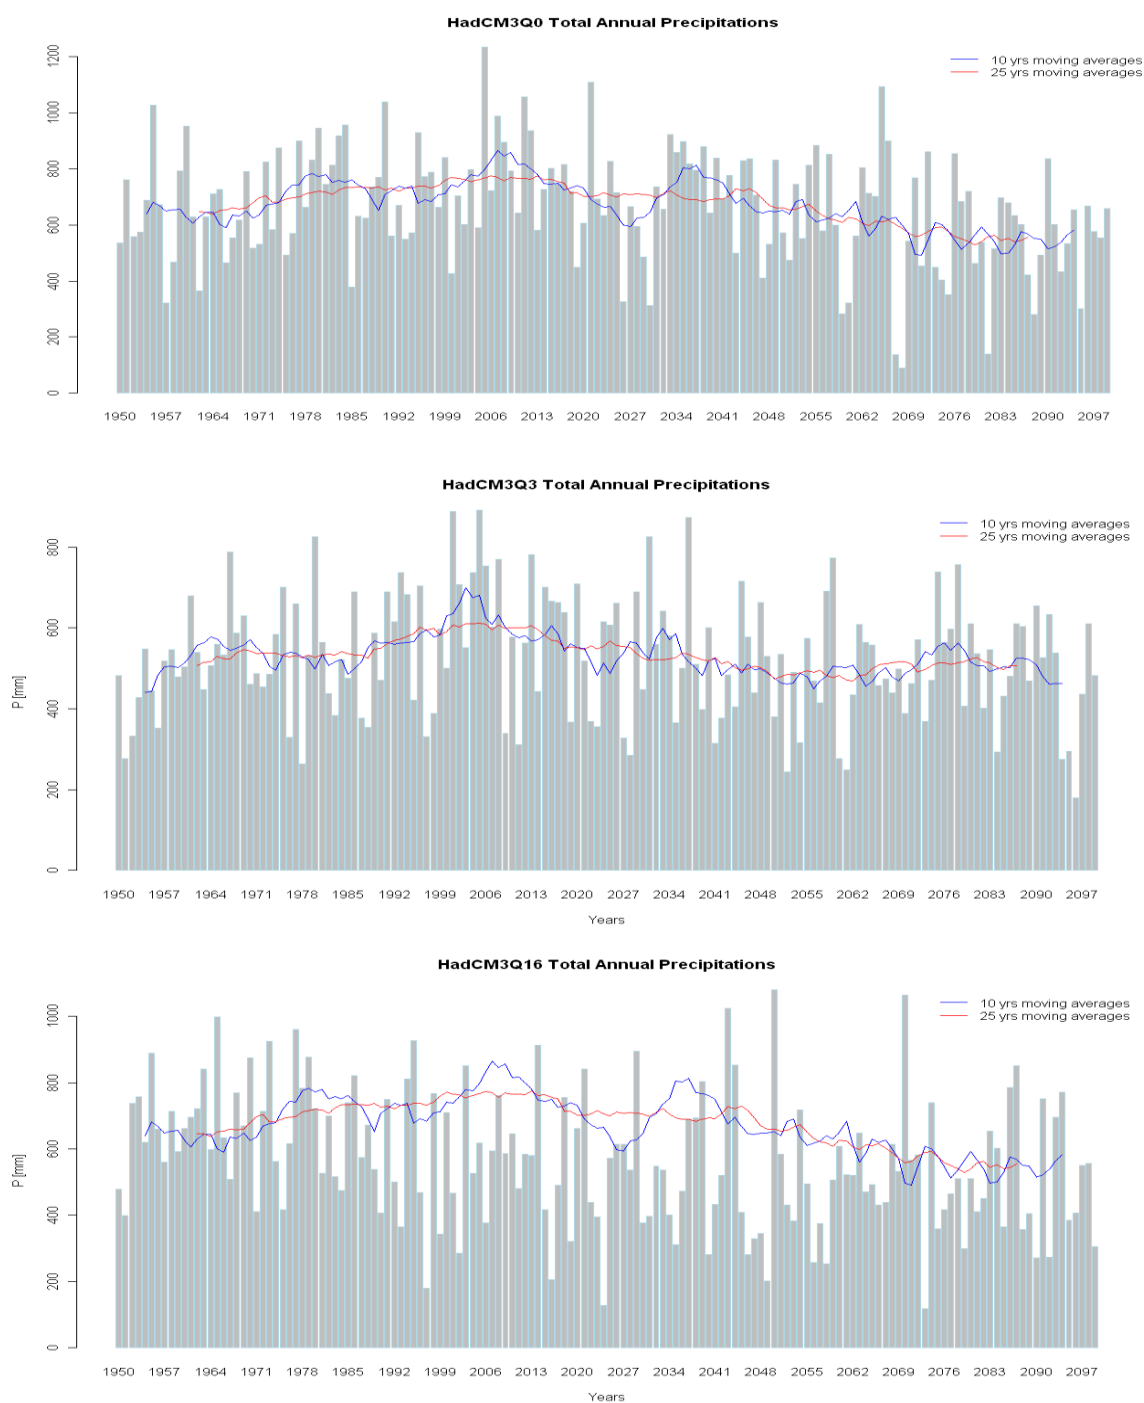 HadCM3Q0 Total Annual Precipitations
10 yrs moving averages
25 yrs moving averages
1200
1000
800
600
400
200
0
1950 1957 1964 1971 1978 1985 1992 1999 2006 2013 2020 2027 2034 2041 2048 2055 2062 2069 2076 2083 2090 2097
HadCM3Q3 Total Annual Precipitations
10 yrs moving averages
25 yrs moving averages
P [mm]
800
600
400
200
0
1950 1957 1964 1971 1978 1985 1992 1999 2006 2013 2020 2027 2034 2041 2048 2055 2062 2069 2076 2083 2090 2097
Years
HadCM3Q16 Total Annual Precipitations
10 yrs moving averages
25 yrs moving averages
P [mm]
1000
800
600
400
200
0
1950 1957 1964 1971 1978 1985 1992 1999 2006 2013 2020 2027 2034 2041 2048 2055 2062 2069 2076 2083 2090 2097
Years